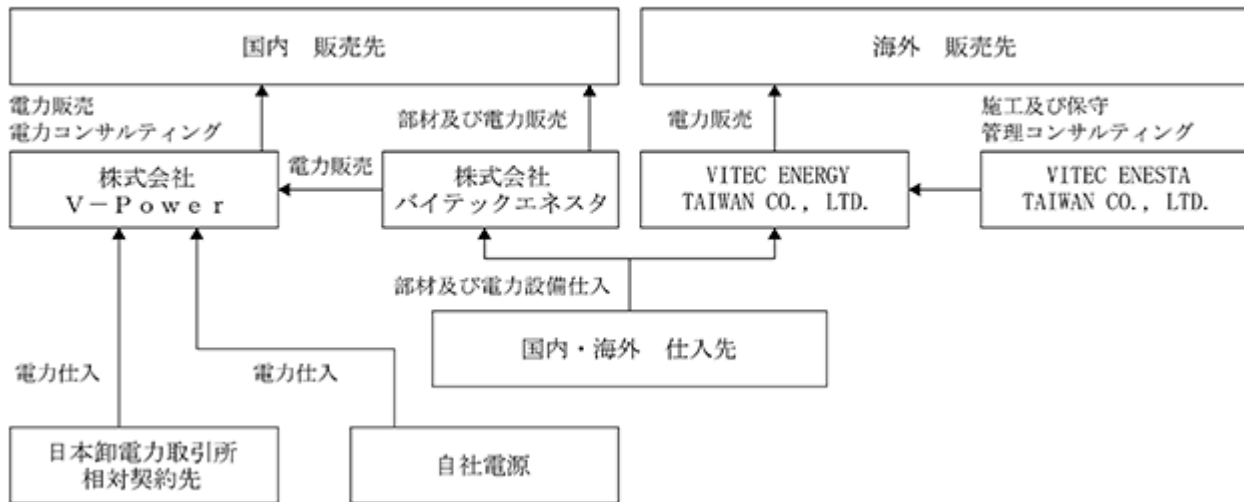 国内　販売先
海外　販売先
電力販売
電力コンサルティング
部材及び電力販売
電力販売
施工及び保守
管理コンサルティング
株式会社
Ｖ－Ｐｏｗｅｒ
電力販売
株式会社
バイテックエネスタ
VITEC ENERGY
TAIWAN CO., LTD.
VITEC ENESTA
TAIWAN CO., LTD.
部材及び電力設備仕入
国内・海外　仕入先
電力仕入
電力仕入
日本卸電力取引所
相対契約先
自社電源